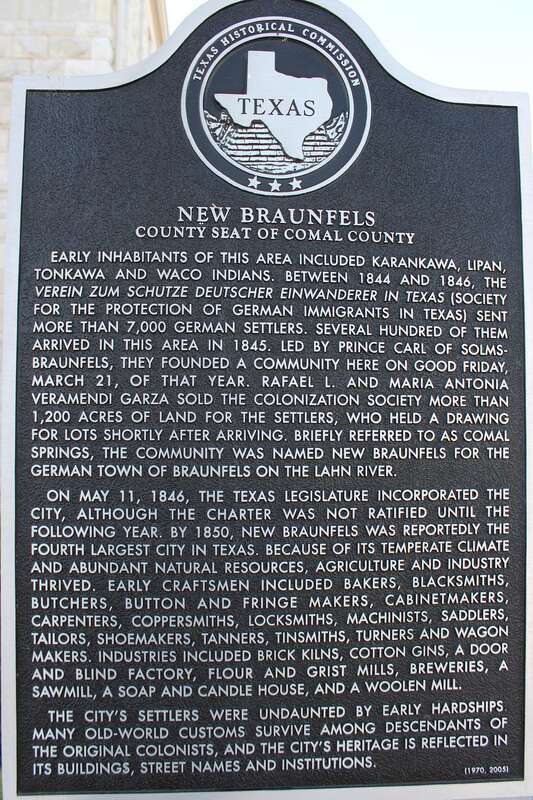 TEXAS HISTORICAL COMMISSION
TEXAS
NEW BRAUNFELS
COUNTY SEAT OF COMAL COUNTY
EARLY INHABITANTS OF THIS AREA INCLUDED KARANKAWA, LIPAN,
TONKAWA AND WACO INDIANS. BETWEEN 1844 AND 1846, THE
VEREIN ZUM SCHUTZE DEUTSCHER EINWANDERER IN TEXAS (SOCIETY
FOR THE PROTECTION OF GERMAN IMMIGRANTS IN TEXAS) SENT
MORE THAN 7,000 GERMAN SETTLERS. SEVERAL HUNDRED OF THEM
ARRIVED IN THIS AREA IN 1845. LED BY PRINCE CARL OF SOLMS-
BRAUNFELS, THEY FOUNDED A COMMUNITY HERE ON GOOD FRIDAY,
MARCH 21, OF THAT YEAR. RAFAEL L. AND MARIA ANTONIA
VERAMENDI GARZA SOLD THE COLONIZATION SOCIETY MORE THAN
1,200 ACRES OF LAND FOR THE SETTLERS, WHO HELD A DRAWING
FOR LOTS SHORTLY AFTER ARRIVING. BRIEFLY REFERRED TO AS COMAL
SPRINGS, THE COMMUNITY WAS NAMED NEW BRAUNFELS FOR THE
GERMAN TOWN OF BRAUNFELS ON THE LAHN RIVER.
ON MAY 11, 1846, THE TEXAS LEGISLATURE INCORPORATED THE
CITY, ALTHOUGH THE CHARTER WAS NOT RATIFIED UNTIL THE
FOLLOWING YEAR. BY 1850, NEW BRAUNFELS WAS REPORTEDLY THE
FOURTH LARGEST CITY IN TEXAS. BECAUSE OF ITS TEMPERATE CLIMATE
AND ABUNDANT NATURAL RESOURCES, AGRICULTURE AND INDUSTRY
THRIVED. EARLY CRAFTSMEN INCLUDED BAKERS, BLACKSMITHS,
BUTCHERS, BUTTON AND FRINGE MAKERS, CABINETMAKERS,
CARPENTERS, COPPERSMITHS, LOCKSMITHS, MACHINISTS, SADDLERS,
TAILORS, SHOEMAKERS, TANNERS, TINSMITHS, TURNERS AND WAGON
MAKERS. INDUSTRIES INCLUDED BRICK KILNS, COTTON GINS, A DOOR
AND BLIND FACTORY, FLOUR AND GRIST MILLS, BREWERIES, A
SAWMILL, A SOAP AND CANDLE HOUSE, AND A WOOLEN MILL.
THE CITY'S SETTLERS WERE UNDAUNTED BY EARLY HARDSHIPS.
MANY OLD-WORLD CUSTOMS SURVIVE AMONG DESCENDANTS OF
THE ORIGINAL COLONISTS, AND THE CITY'S HERITAGE IS REFLECTED IN
ITS BUILDINGS, STREET NAMES AND INSTITUTIONS.
(1970, 2005)